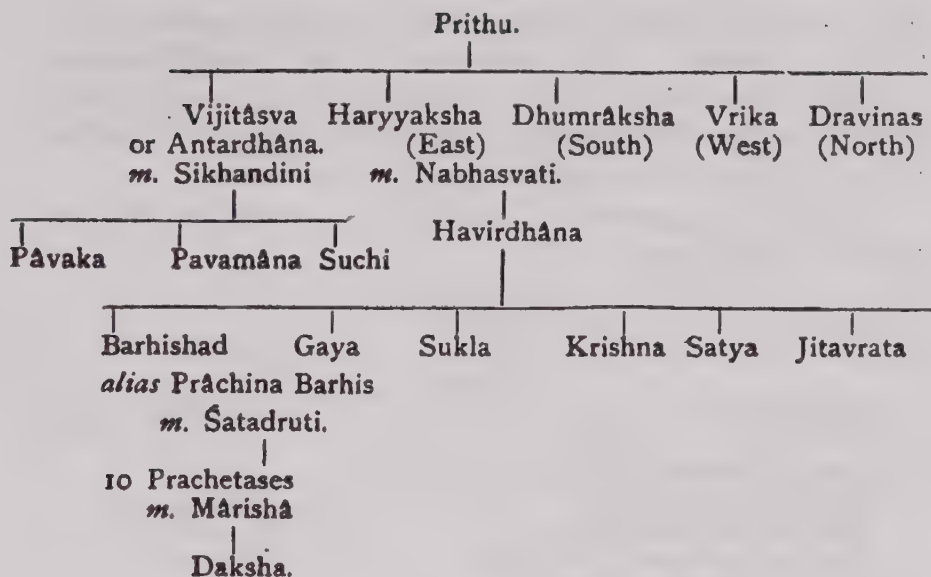 Prithu.
Vijitâsva Haryyaksha Dhumrâksha Vrika Dravinas
or Antardhâna. (East) (South) (West) (North)
m. Sikhandini m. Nabhasvati.
Havirdhâna
Pâvaka Pavamâna Suchi
Barhishad Gaya Sukla Krishna Satya Jitavrata
alias Prâchina Barhis
m. Śatadruti.
10 Prachetases
m. Mârishâ
Daksha.